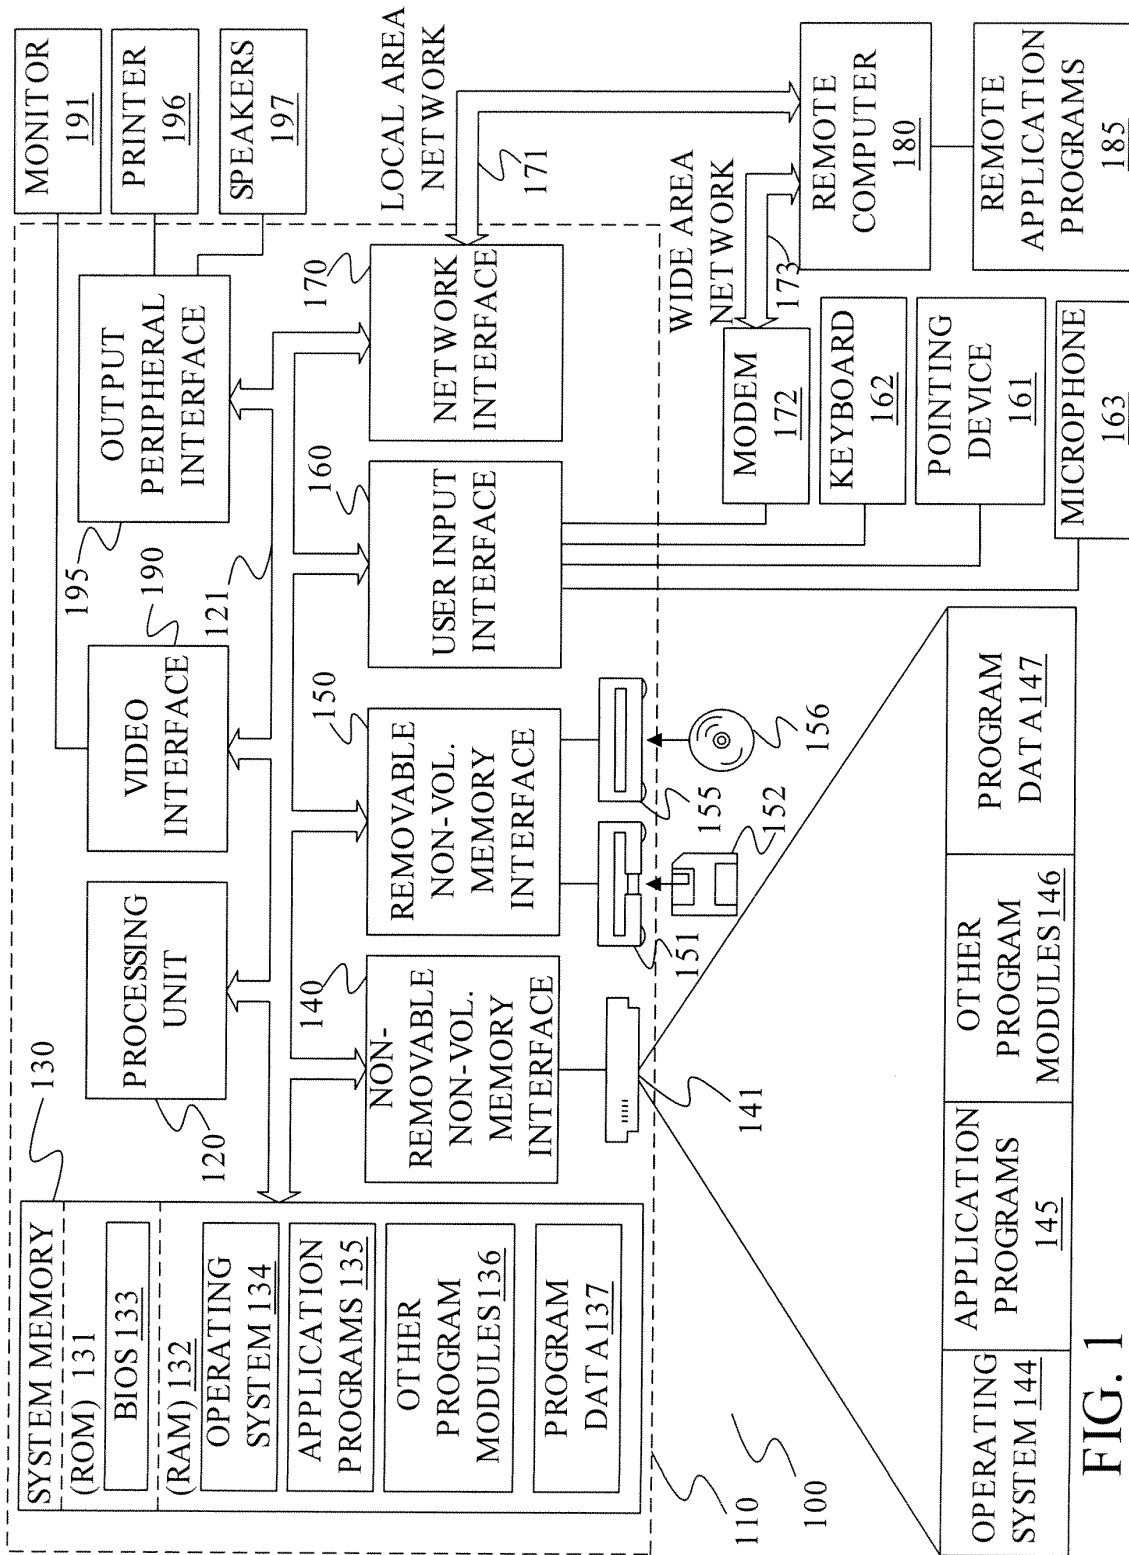 SYSTEM MEMORY
(ROM) 131
BIOS 133
(RAM) 132
OPERATING
SYSTEM 134
APPLICATION
PROGRAMS 135
OTHER
PROGRAM
MODULES 136
PROGRAM
DATA 137
130
PROCESSING
UNIT
120
VIDEO
INTERFACE
190
OUTPUT
PERIPHERAL
INTERFACE
195
121
MONITOR
191
PRINTER
196
SPEAKERS
197
NON-
REMOVABLE
NON-VOL.
MEMORY
INTERFACE
140
REMOVABLE
NON-VOL.
MEMORY
INTERFACE
150
USER INPUT
INTERFACE
160
NETWORK
INTERFACE
170
LOCAL AREA
NETWORK
171
141
151
152
155
156
WIDE AREA
NETWORK
173
MODEM
172
KEYBOARD
162
POINTING
DEVICE
161
MICROPHONE
163
REMOTE
COMPUTER
180
REMOTE
APPLICATION
PROGRAMS
185
110
100
OPERATING
SYSTEM 144
APPLICATION
PROGRAMS
145
OTHER
PROGRAM
MODULES 146
PROGRAM
DATA 147
FIG. 1